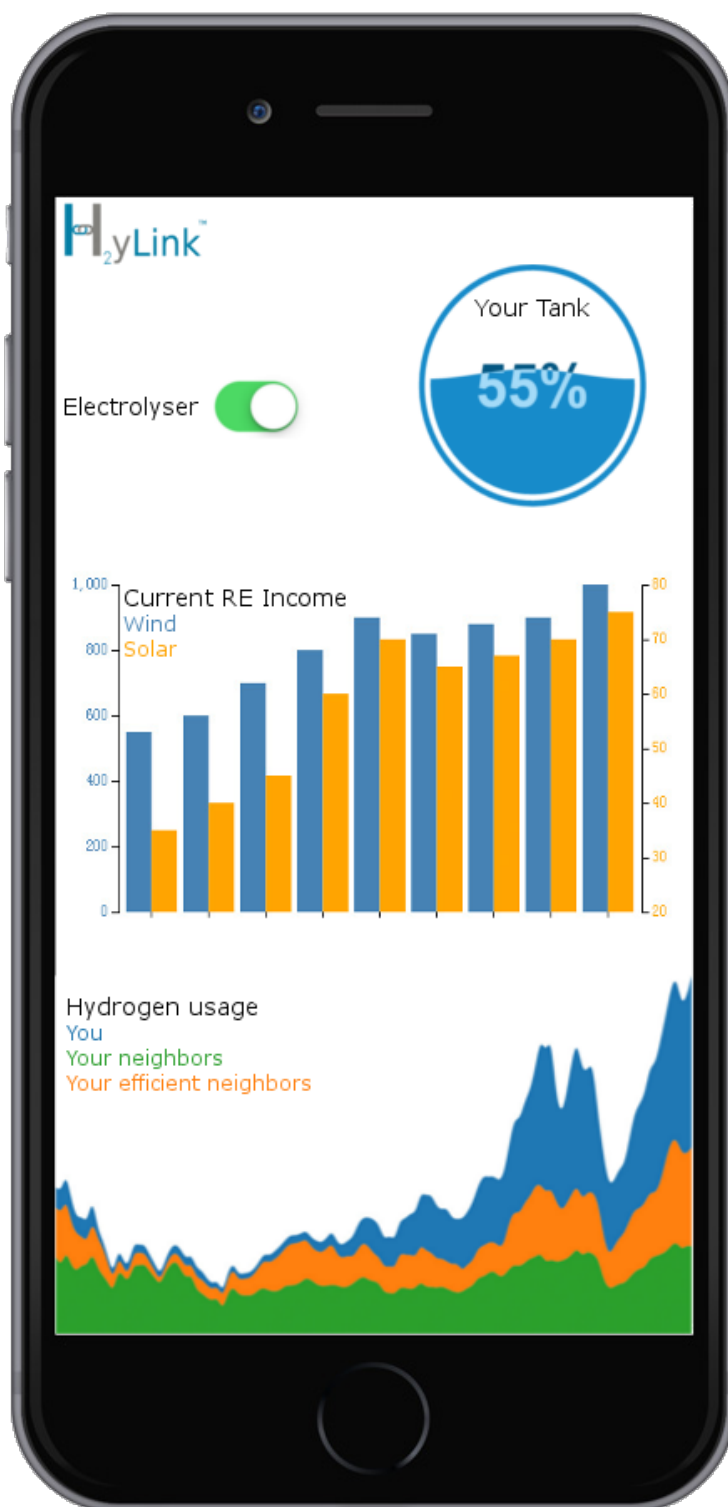 H2yLink™
Your Tank
55%
Electrolyser
Current RE Income
Wind
Solar
1,000
800
600
400
200
0
80
70
60
50
40
30
20
Hydrogen usage
You
Your neighbors
Your efficient neighbors